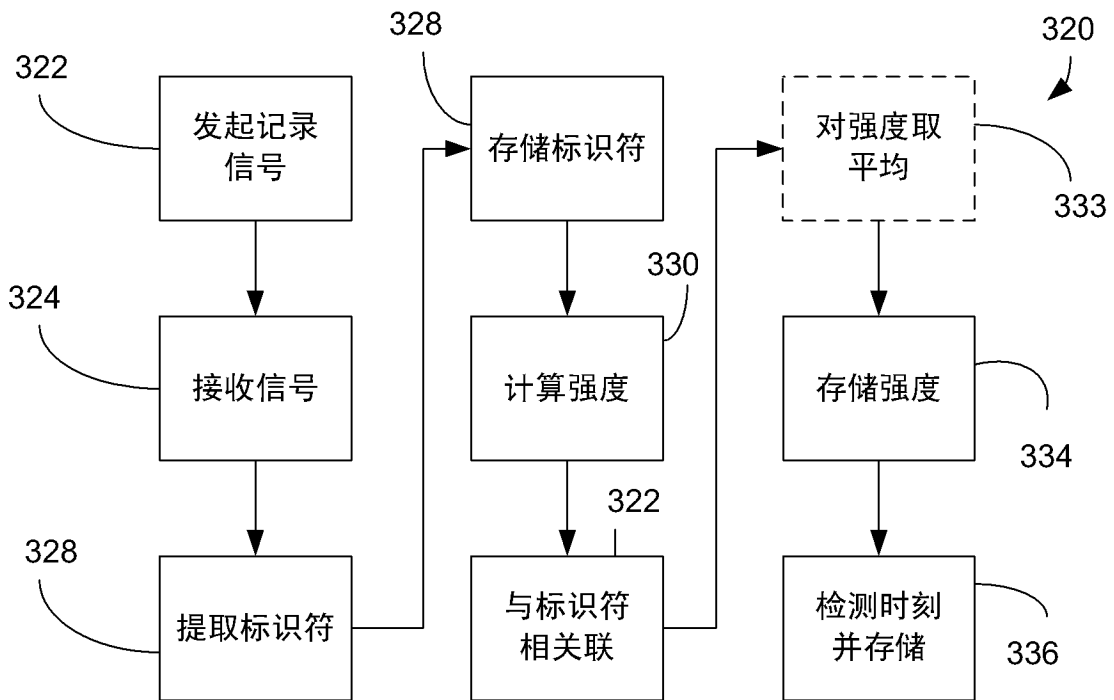 322
发起记录
信号
324
接收信号
328
提取标识符
328
存储标识符
330
计算强度
322
与标识符
相关联
320
对强度取
平均
333
存储强度
334
检测时刻
并存储
336